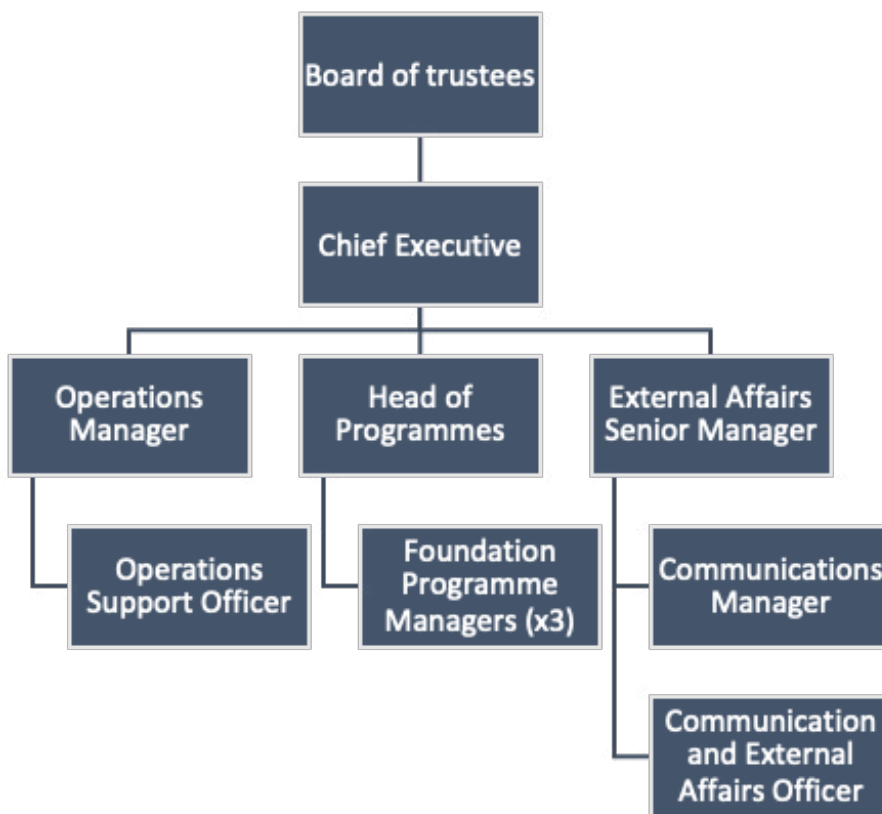 Board of trustees
Chief Executive
Operations
Manager
Head of
Programmes
External Affairs
Senior Manager
Operations
Support Officer
Foundation
Programme
Managers (x3)
Communications
Manager
Communication
and External
Affairs Officer